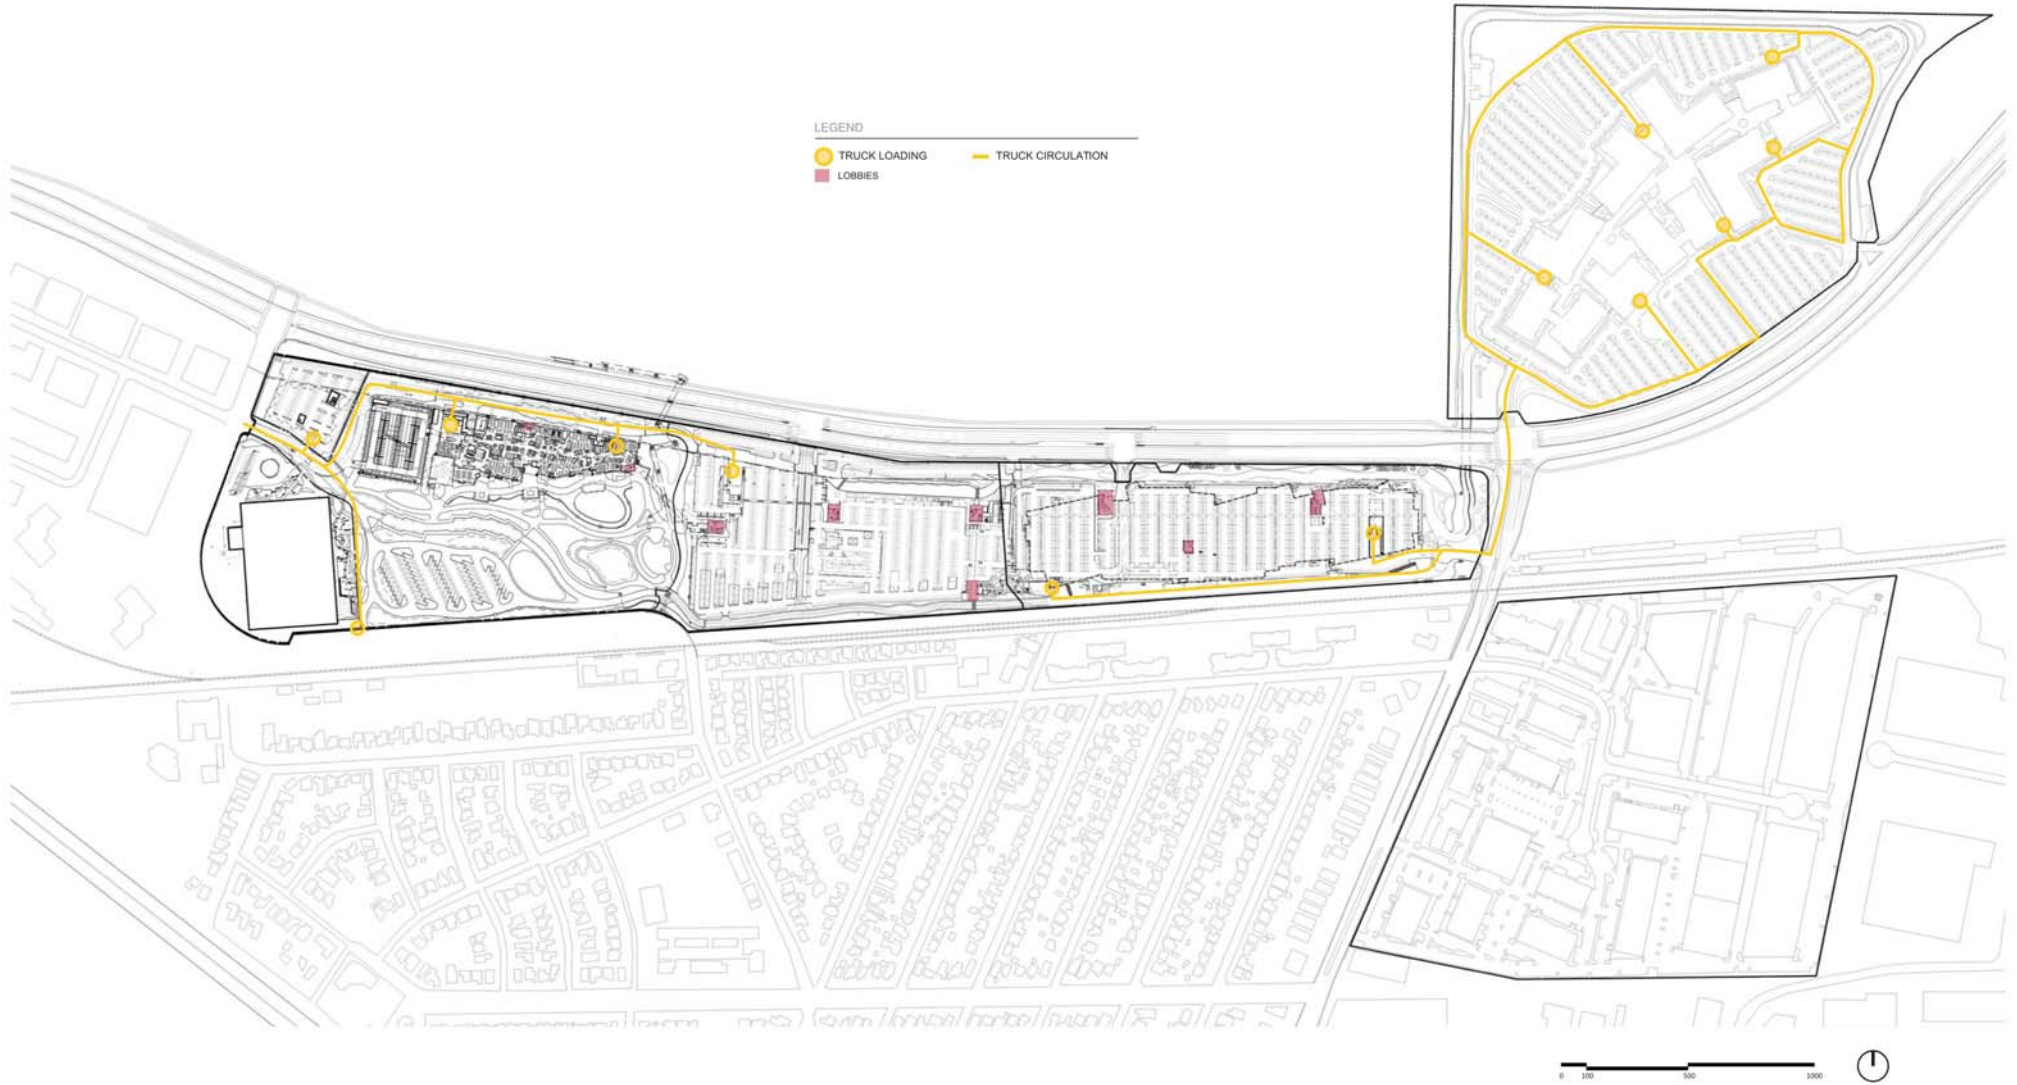 LEGEND
TRUCK LOADING
TRUCK CIRCULATION
LOBBIES
0 100 500 1000